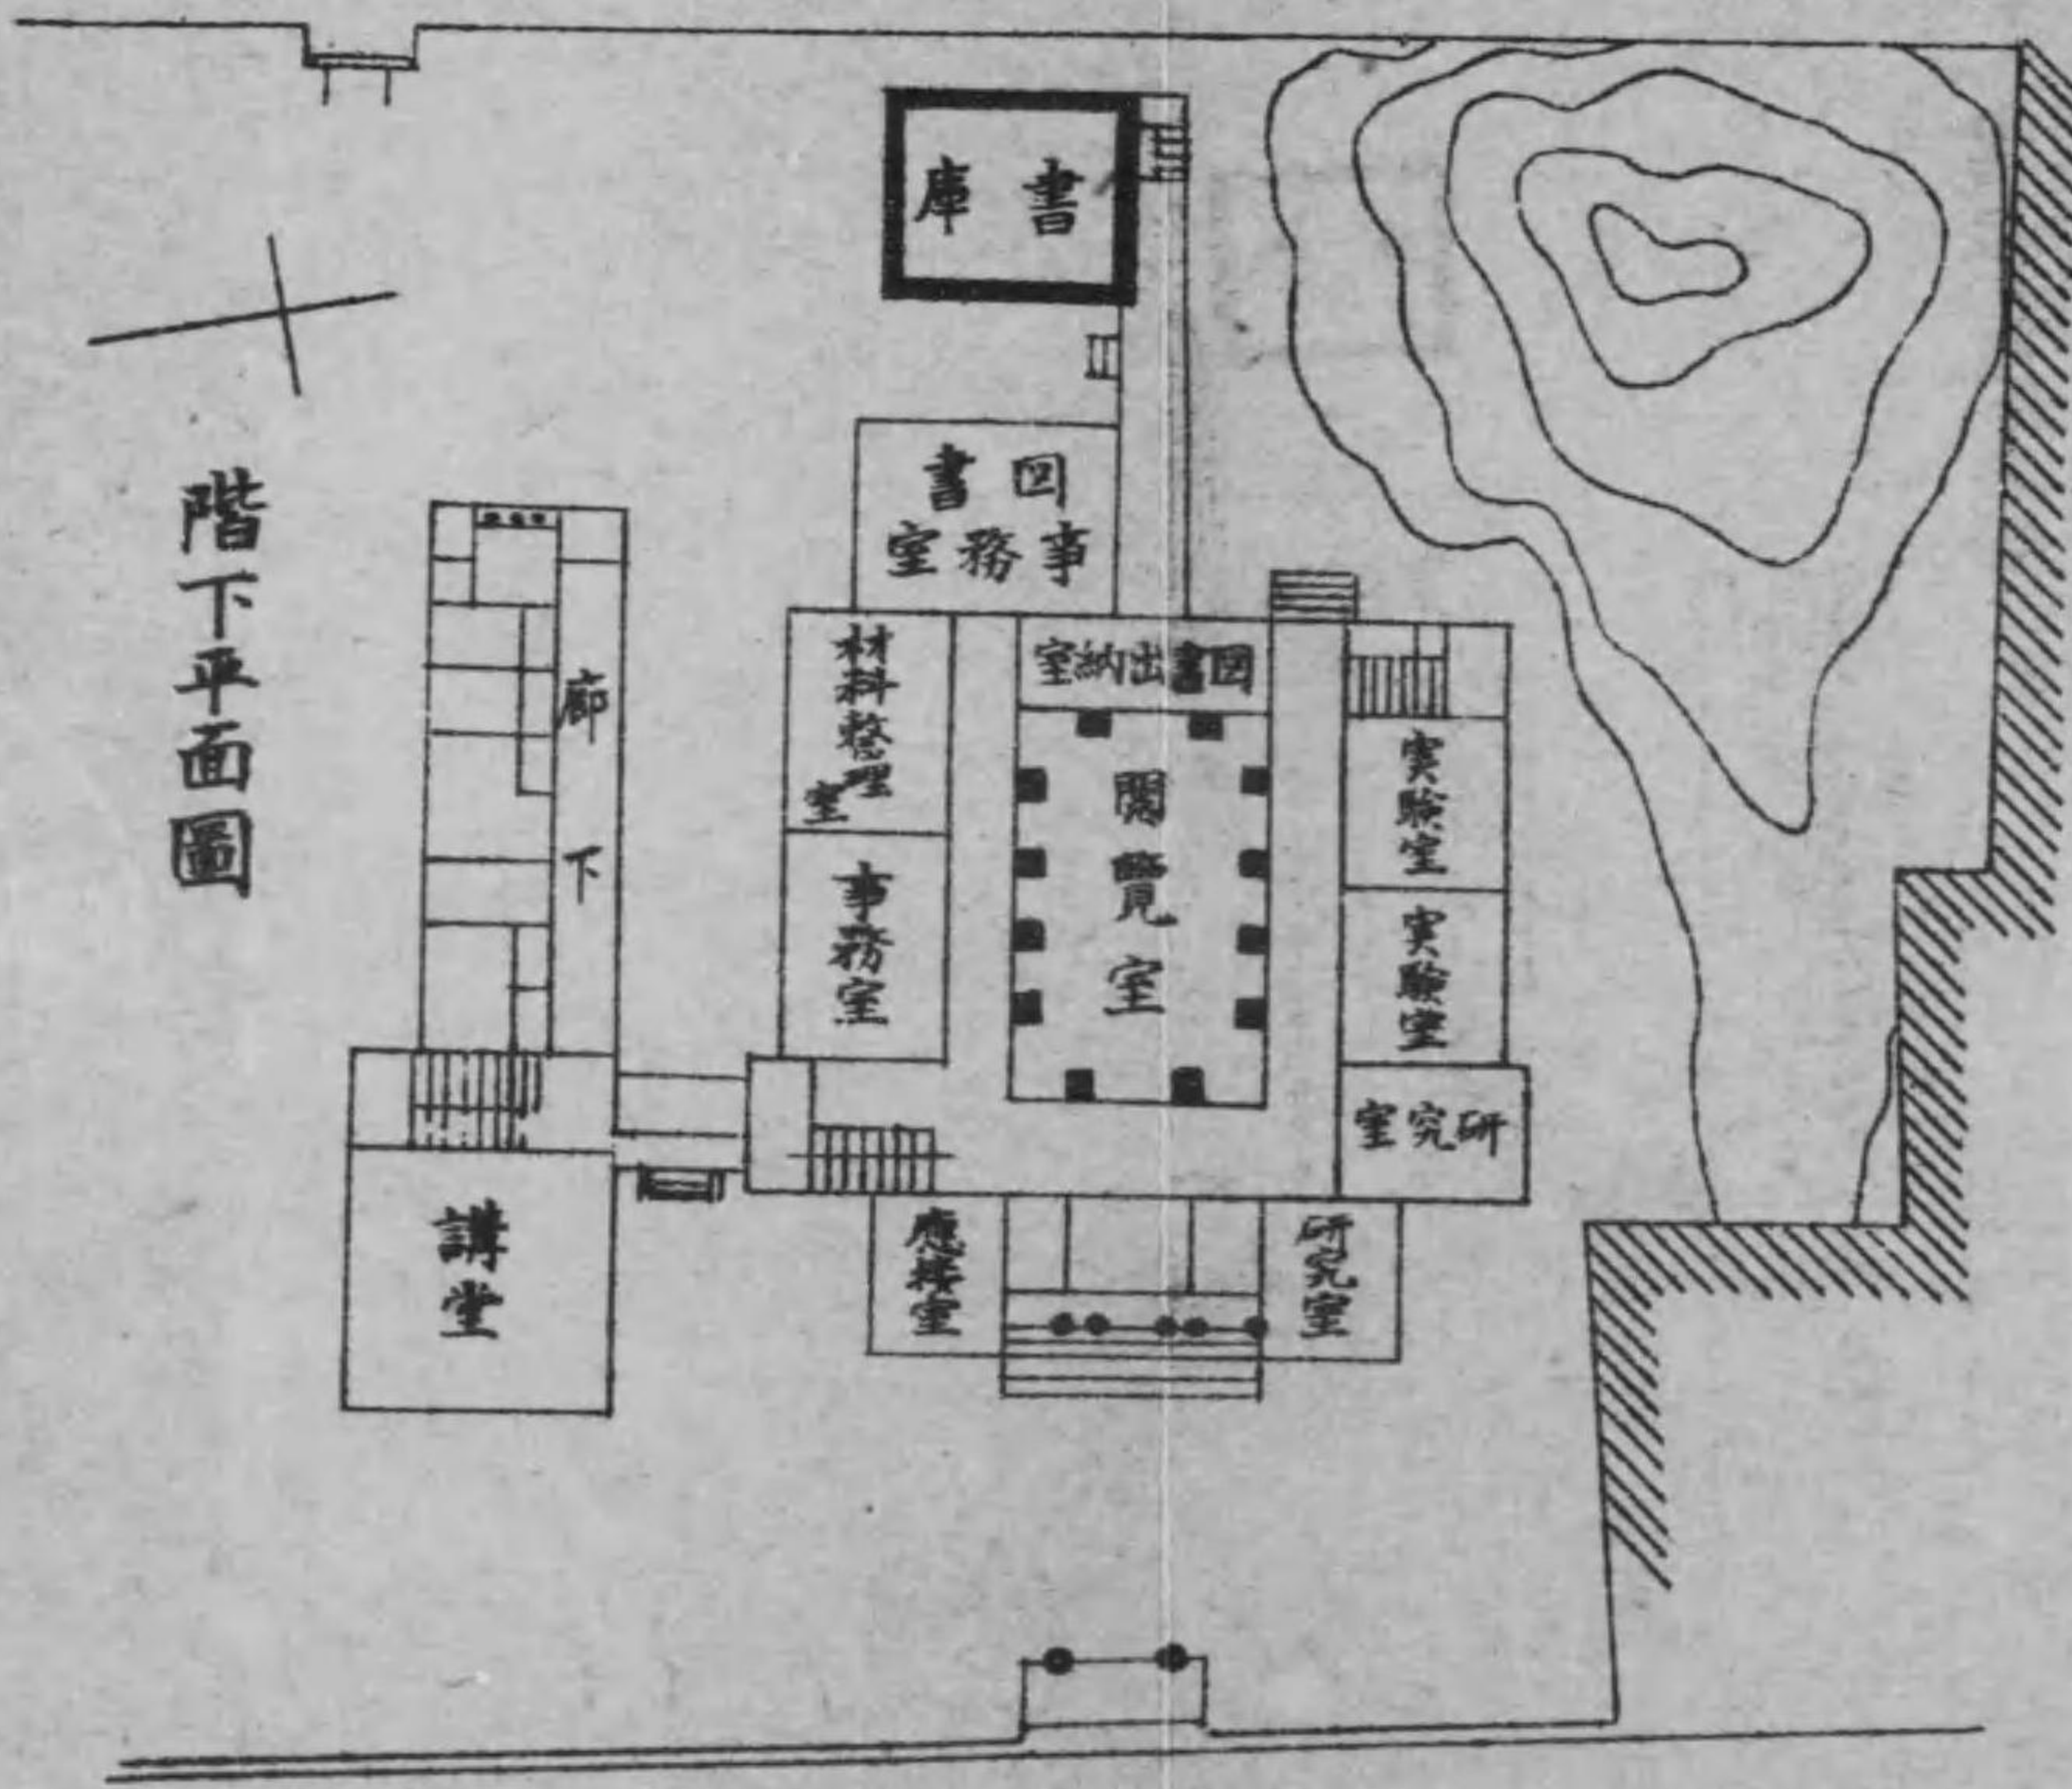 階下平面圖
書庫
図書
事務室
図書出納室
材料整理室
事務室
閲覧室
実験室
実験室
研究室
廊下
講堂
應接室
研究室